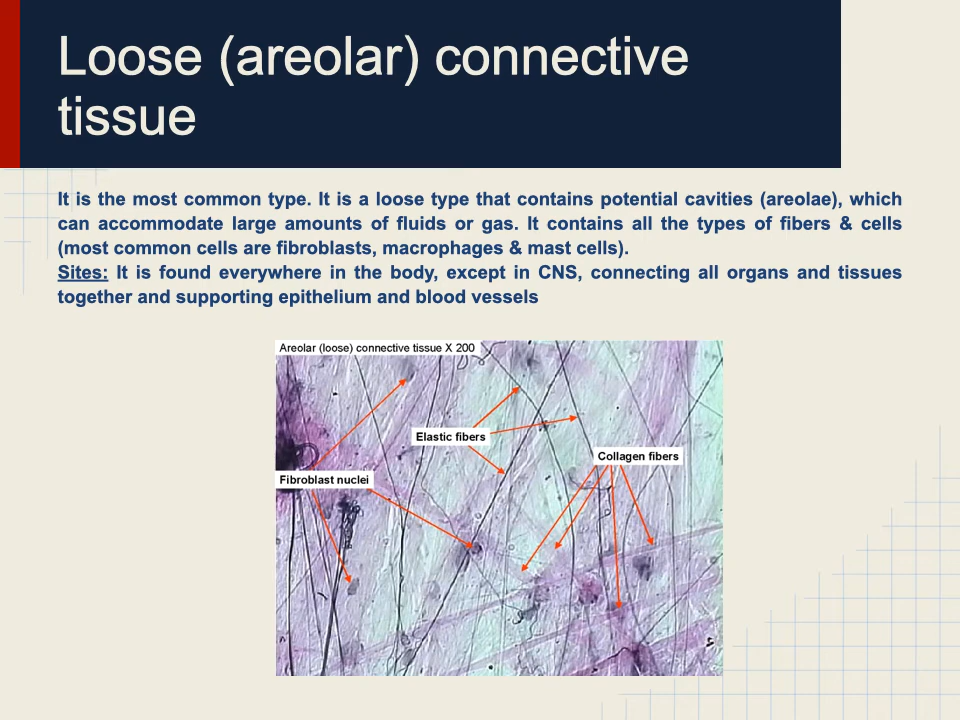 Loose (areolar) connective
tissue
It is the most common type. It is a loose type that contains potential cavities (areolae), which
can accommodate large amounts of fluids or gas. It contains all the types of fibers & cells
(most common cells are fibroblasts, macrophages & mast cells).
Sites: It is found everywhere in the body, except in CNS, connecting all organs and tissues
together and supporting epithelium and blood vessels
Areolar (loose) connective tissue X 200
Elastic fibers
Collagen fibers
Fibroblast nuclei